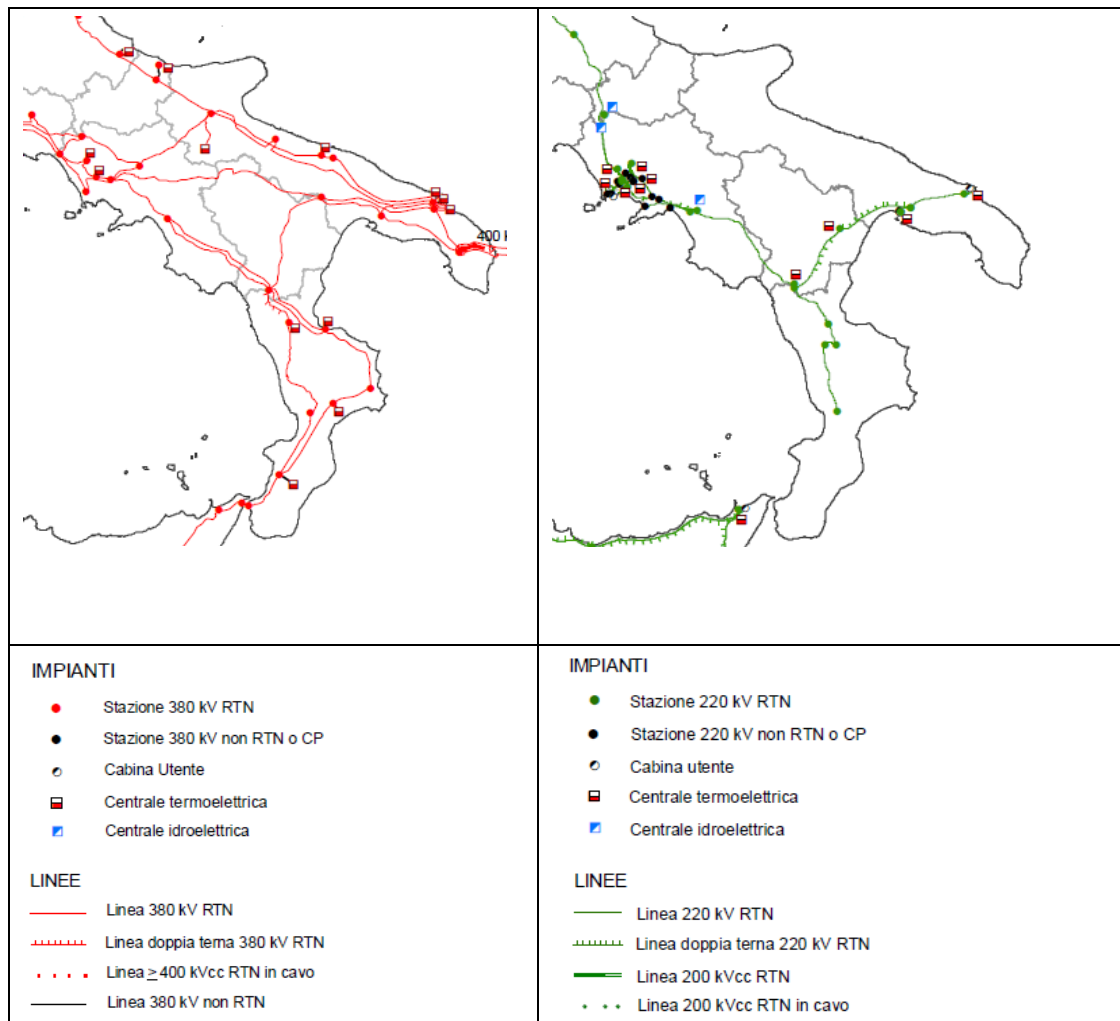 400 k
IMPIANTI
Stazione 380 kV RTN
Stazione 380 kV non RTN o CP
Cabina Utente
Centrale termoelettrica
Centrale idroelettrica
LINEE
Linea 380 kV RTN
Linea doppia terna 380 kV RTN
Linea ≥ 400 kVcc RTN in cavo
Linea 380 kV non RTN
IMPIANTI
Stazione 220 kV RTN
Stazione 220 kV non RTN o CP
Cabina utente
Centrale termoelettrica
Centrale idroelettrica
LINEE
Linea 220 kV RTN
Linea doppia terna 220 kV RTN
Linea 200 kVcc RTN
Linea 200 kVcc RTN in cavo